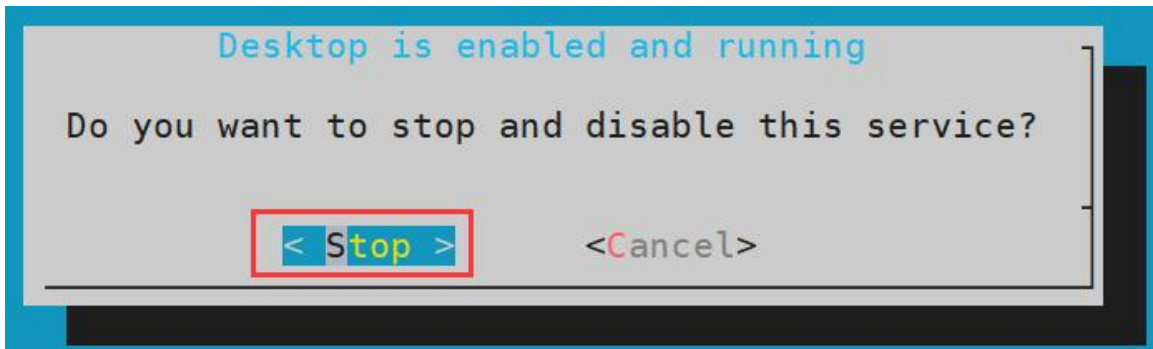 Desktop is enabled and running
Do you want to stop and disable this service?
< Stop > <Cancel>